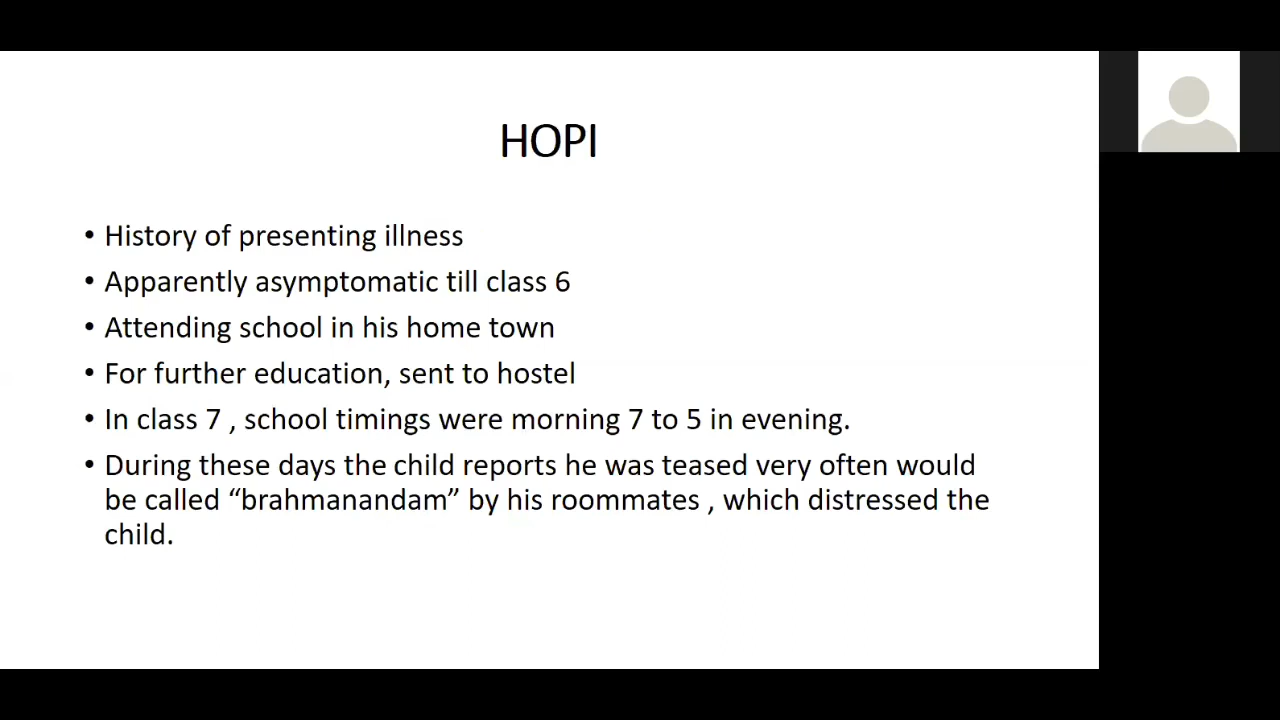 HOPI
• History of presenting illness
• Apparently asymptomatic till class 6
• Attending school in his home town
• For further education, sent to hostel
• In class 7 , school timings were morning 7 to 5 in evening.
• During these days the child reports he was teased very often would
be called “brahmanandam” by his roommates , which distressed the
child.